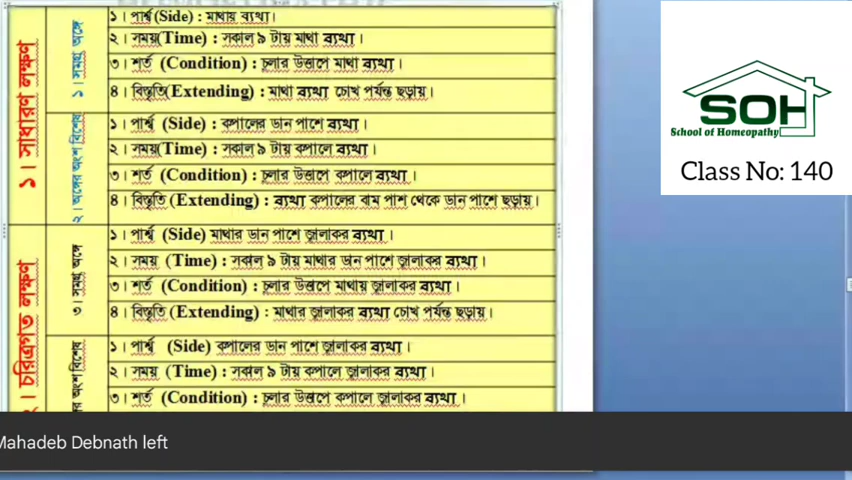 ১। সাধারণ লক্ষণ
১। সমগ্র অঙ্গে
১। পার্শ্ব (Side) : মাথায় ব্যথা।
২। সময়(Time) : সকাল ৯ টায় মাথা ব্যথা।
৩। শর্ত (Condition) : চুলার উত্তাপে মাথা ব্যথা।
৪। বিস্তৃতি(Extending) : মাথা ব্যথা চোখ পর্যন্ত ছড়ায়।
২। অঙ্গের অংশ বিশেষ
১। পার্শ্ব (Side) : কপালের ডান পাশে ব্যথা।
২। সময়(Time) : সকাল ৯ টায় কপালে ব্যথা।
৩। শর্ত (Condition) : চুলার উত্তাপে কপালে ব্যথা।
৪। বিস্তৃতি (Extending) : ব্যথা কপালের বাম পাশ থেকে ডান পাশে ছড়ায়।
চরিত্রগত লক্ষণ
৩। সমগ্র অঙ্গে
১। পার্শ্ব (Side) মাথার ডান পাশে জ্বালাকর ব্যথা।
২। সময় (Time) : সকাল ৯ টায় মাথার ডান পাশে জ্বালাকর ব্যথা।
৩। শর্ত (Condition) : চুলার উত্তাপে মাথায় জ্বালাকর ব্যথা।
৪। বিস্তৃতি (Extending) : মাথার জ্বালাকর ব্যথা চোখ পর্যন্ত ছড়ায়।
অংশ বিশেষ
১। পার্শ্ব (Side) কপালের ডান পাশে জ্বালাকর ব্যথা।
২। সময় (Time) : সকাল ৯ টায় কপালে জ্বালাকর ব্যথা।
৩। শর্ত (Condition) : চুলার উত্তাপে কপালে জ্বালাকর ব্যথা।
SOH
School of Homeopathy
Class No: 140
Mahadeb Debnath left